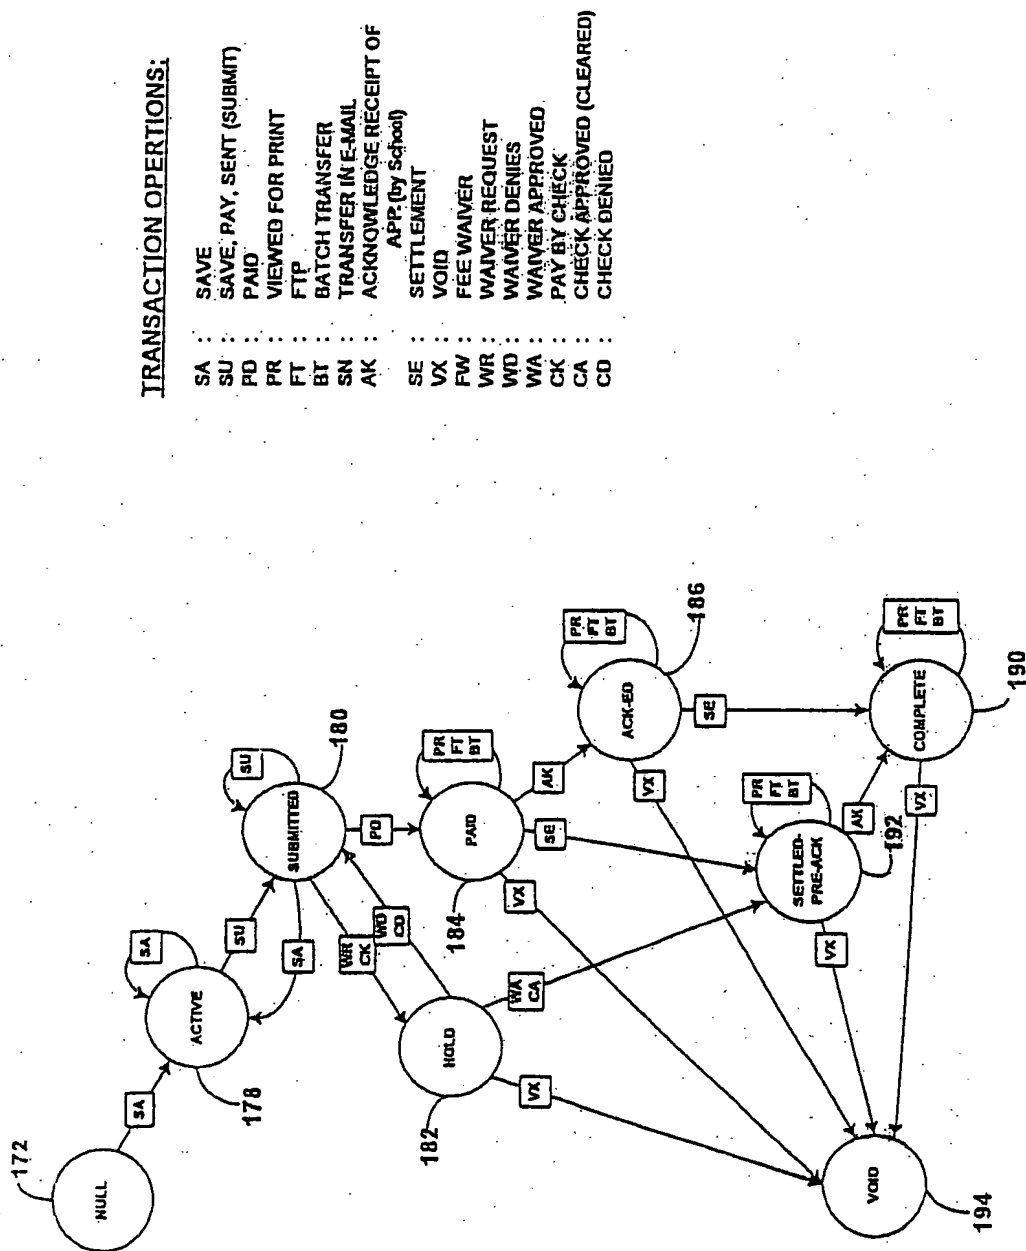 TRANSACTION OPERTIONS:
SA : SAVE
SU : SAVE, PAY, SENT (SUBMIT)
PD : PAID
PR : VIEWED FOR PRINT
FT : FTP
BT : BATCH TRANSFER
SN : TRANSFER IN E-MAIL
AK : ACKNOWLEDGE RECEIPT OF
APP. (by School)
SE : SETTLEMENT
VX : VOID
FW : FEE WAIVER
WR : WAIVER REQUEST
WD : WAIVER DENIES
WA : WAIVER APPROVED
CK : PAY BY CHECK
CA : CHECK APPROVED (CLEARED)
CD : CHECK DENIED
172
NULL
SA
ACTIVE
SA
178
SU
SA
SUBMITTED
SU
180
WR
CK
WD
CD
PD
HOLD
182
PAID
PR
FT
BT
184
VX
WA
CA
VX
SE
AK
ACK-ED
PR
FT
BT
186
VX
SE
SETTLED-
PRE-ACK
PR
FT
BT
192
VX
AK
COMPLETE
PR
FT
BT
190
VX
VOID
194